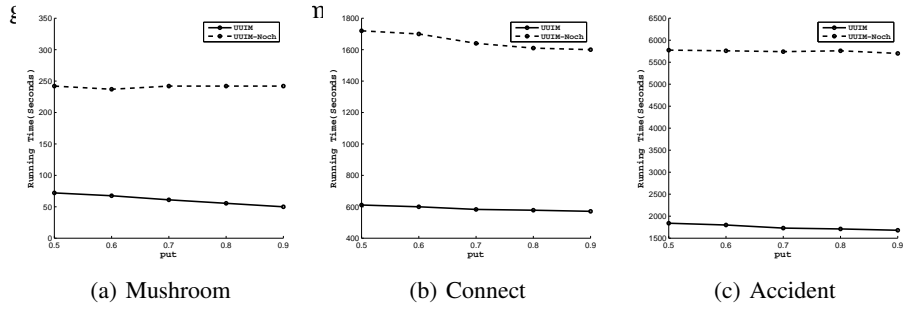 g
m
350
300
250
200
150
100
50
0
Running Time(Seconds)
0.5 0.6 0.7 0.8 0.9
put
UUIM
UUIM-Noch
(a) Mushroom
1800
1600
1400
1200
1000
800
600
400
Running Time(Seconds)
0.5 0.6 0.7 0.8 0.9
put
UUIM
UUIM-Noch
(b) Connect
6500
6000
5500
5000
4500
4000
3500
3000
2500
2000
1500
Running Time(Seconds)
0.5 0.6 0.7 0.8 0.9
put
UUIM
UUIM-Noch
(c) Accident